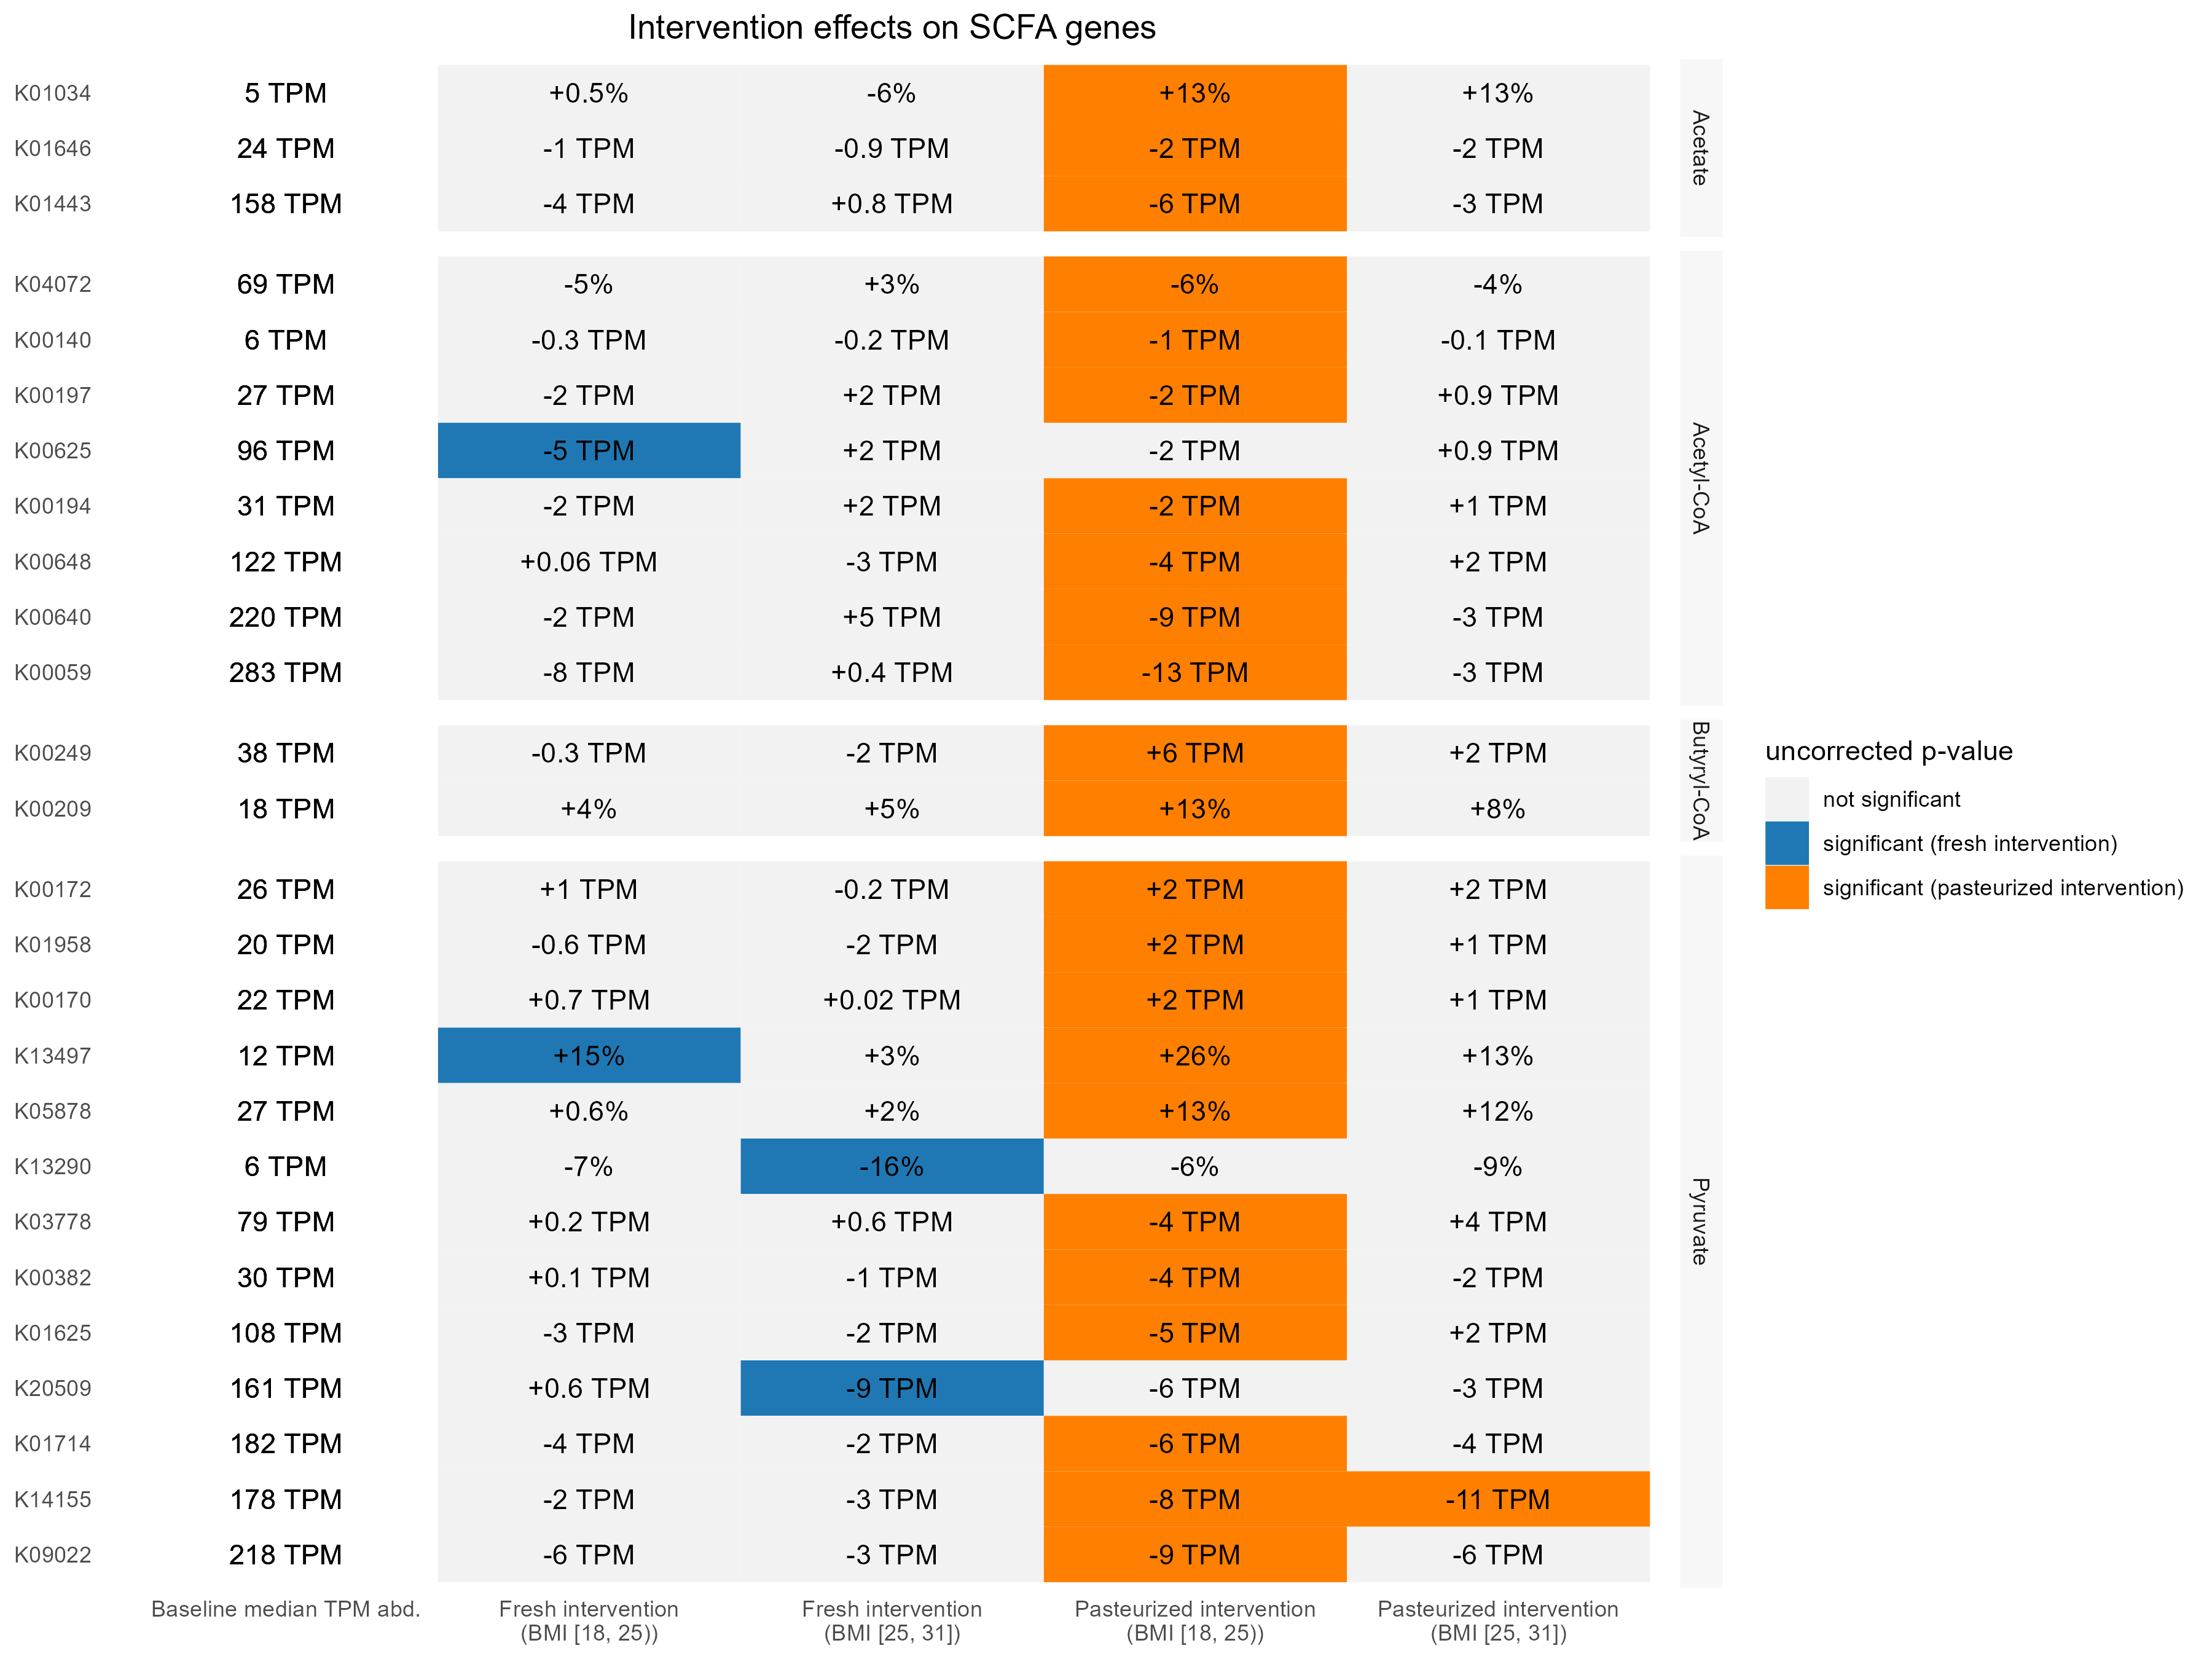 Intervention effects on SCFA genes
K01034 5 TPM +0.5% -6% +13% +13%
K01646 24 TPM -1 TPM -0.9 TPM -2 TPM -2 TPM
K01443 158 TPM -4 TPM +0.8 TPM -6 TPM -3 TPM
Acetate
K04072 69 TPM -5% +3% -6% -4%
K00140 6 TPM -0.3 TPM -0.2 TPM -1 TPM -0.1 TPM
K00197 27 TPM -2 TPM +2 TPM -2 TPM +0.9 TPM
K00625 96 TPM -5 TPM +2 TPM -2 TPM +0.9 TPM
K00194 31 TPM -2 TPM +2 TPM -2 TPM +1 TPM
K00648 122 TPM +0.06 TPM -3 TPM -4 TPM +2 TPM
K00640 220 TPM -2 TPM +5 TPM -9 TPM -3 TPM
K00059 283 TPM -8 TPM +0.4 TPM -13 TPM -3 TPM
Acetyl-CoA
K00249 38 TPM -0.3 TPM -2 TPM +6 TPM +2 TPM
K00209 18 TPM +4% +5% +13% +8%
Butyryl-CoA
K00172 26 TPM +1 TPM -0.2 TPM +2 TPM +2 TPM
K01958 20 TPM -0.6 TPM -2 TPM +2 TPM +1 TPM
K00170 22 TPM +0.7 TPM +0.02 TPM +2 TPM +1 TPM
K13497 12 TPM +15% +3% +26% +13%
K05878 27 TPM +0.6% +2% +13% +12%
K13290 6 TPM -7% -16% -6% -9%
K03778 79 TPM +0.2 TPM +0.6 TPM -4 TPM +4 TPM
K00382 30 TPM +0.1 TPM -1 TPM -4 TPM -2 TPM
K01625 108 TPM -3 TPM -2 TPM -5 TPM +2 TPM
K20509 161 TPM +0.6 TPM -9 TPM -6 TPM -3 TPM
K01714 182 TPM -4 TPM -2 TPM -6 TPM -4 TPM
K14155 178 TPM -2 TPM -3 TPM -8 TPM -11 TPM
K09022 218 TPM -6 TPM -3 TPM -9 TPM -6 TPM
Pyruvate
Baseline median TPM abd. Fresh intervention Fresh intervention Pasteurized intervention Pasteurized intervention
(BMI [18, 25)) (BMI [25, 31]) (BMI [18, 25)) (BMI [25, 31])
uncorrected p-value
not significant
significant (fresh intervention)
significant (pasteurized intervention)